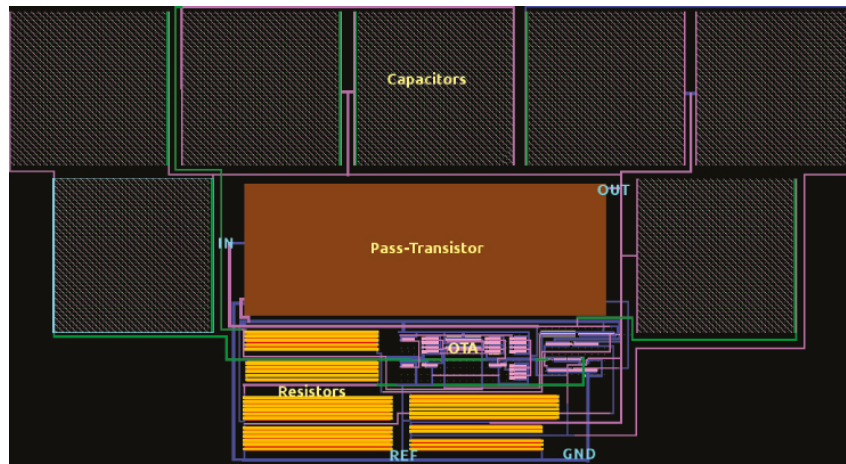 Capacitors
OUT
IN
Pass-Transistor
OTA
Resistors
REF
GND